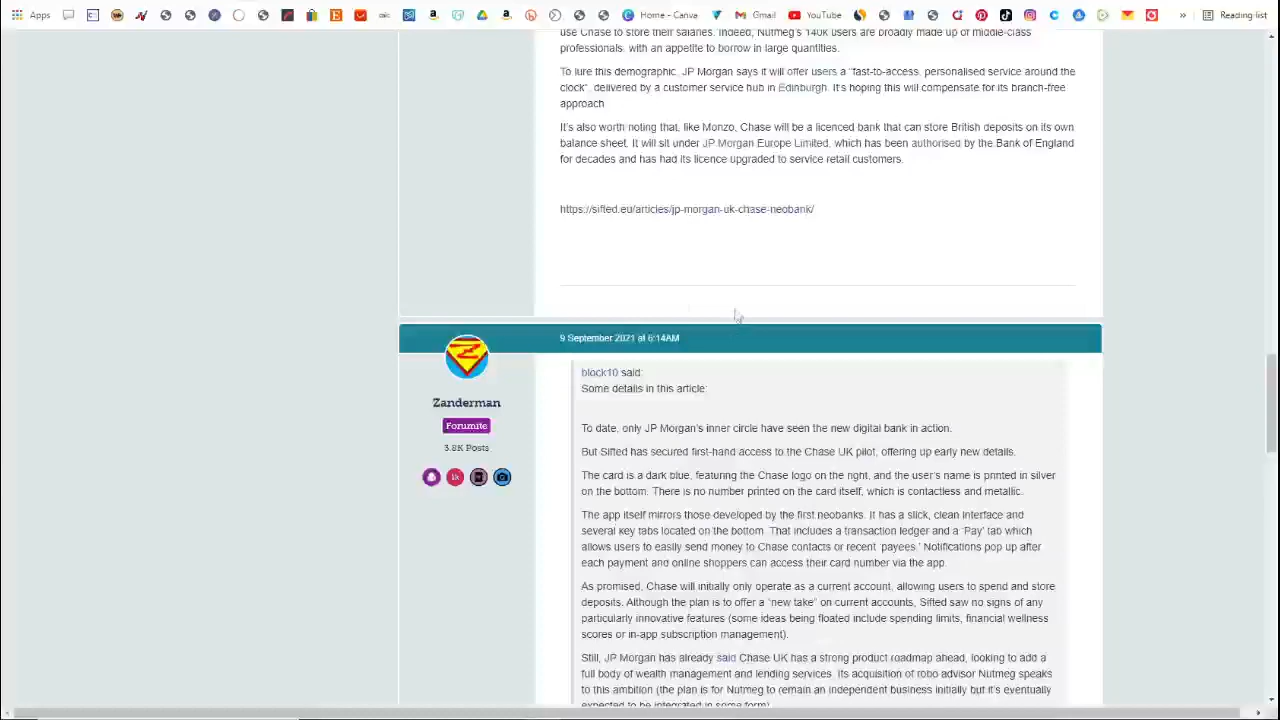 Apps
Home - Canva
Gmail
YouTube
»
Reading-list
use Chase to store their salaries. Indeed, Nutmeg's 140k users are broadly made up of middle-class
professionals, with an appetite to borrow in large quantities.
To lure this demographic, JP Morgan says it will offer users a “fast-to-access, personalised service around the
clock”, delivered by a customer service hub in Edinburgh. It's hoping this will compensate for its branch-free
approach
It's also worth noting that, like Monzo, Chase will be a licenced bank that can store British deposits on its own
balance sheet. It will sit under JP Morgan Europe Limited, which has been authorised by the Bank of England
for decades and has had its licence upgraded to service retail customers.
https://sifted.eu/articles/jp-morgan-uk-chase-neobank/
9 September 2021 at 6:14AM
Zanderman
Forumite
3.8K Posts
1k
block10 said:
Some details in this article:
To date, only JP Morgan's inner circle have seen the new digital bank in action.
But Sifted has secured first-hand access to the Chase UK pilot, offering up early new details.
The card is a dark blue, featuring the Chase logo on the right, and the user's name is printed in silver
on the bottom. There is no number printed on the card itself, which is contactless and metallic.
The app itself mirrors those developed by the first neobanks. It has a slick, clean interface and
several key tabs located on the bottom. That includes a transaction ledger and a ‘Pay’ tab which
allows users to easily send money to Chase contacts or recent ‘payees.’ Notifications pop up after
each payment and online shoppers can access their card number via the app.
As promised, Chase will initially only operate as a current account, allowing users to spend and store
deposits. Although the plan is to offer a “new take” on current accounts, Sifted saw no signs of any
particularly innovative features (some ideas being floated include spending limits, financial wellness
scores or in-app subscription management).
Still, JP Morgan has already said Chase UK has a strong product roadmap ahead, looking to add a
full body of wealth management and lending services. Its acquisition of robo advisor Nutmeg speaks
to this ambition (the plan is for Nutmeg to remain an independent business initially but it's eventually
expected to be integrated in some form).